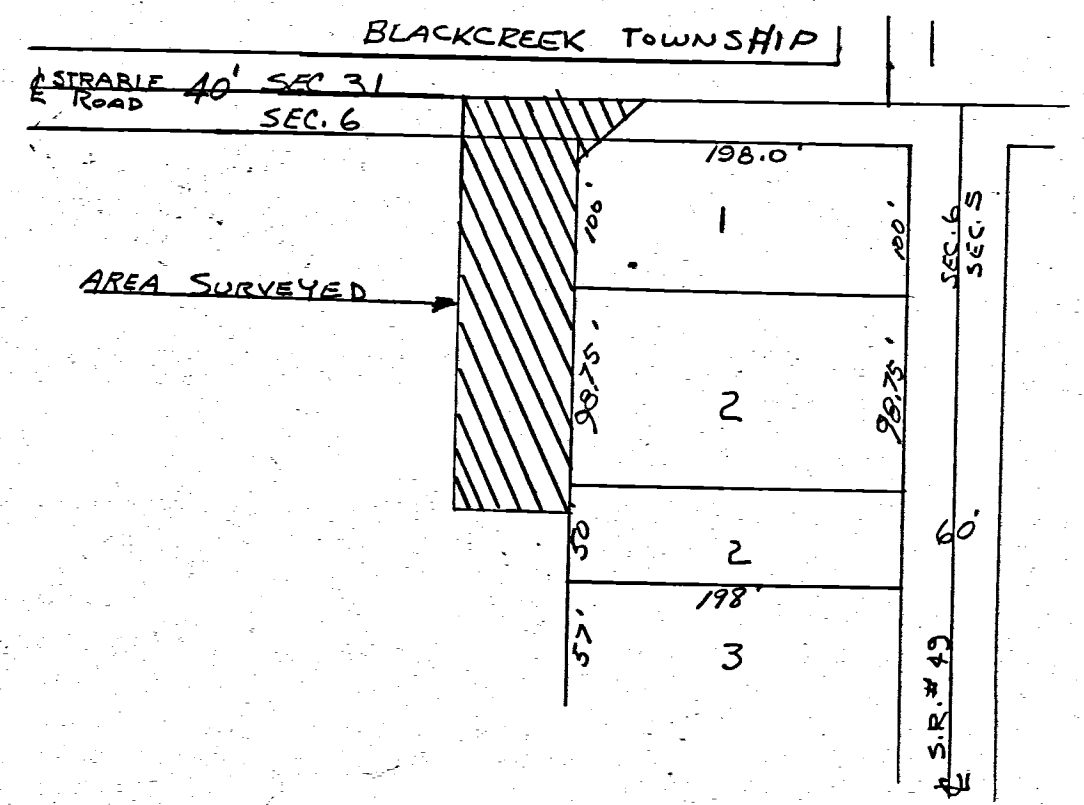 BLACKCREEK TOWNSHIP
℄ STRABLE ROAD 40' SEC 31
SEC. 6
198.0'
100'
1
100'
SEC. 6
SEC. 5
AREA SURVEYED
98.75'
2
98.75'
50'
2
60'
198'
57'
3
℄ S.R. # 49